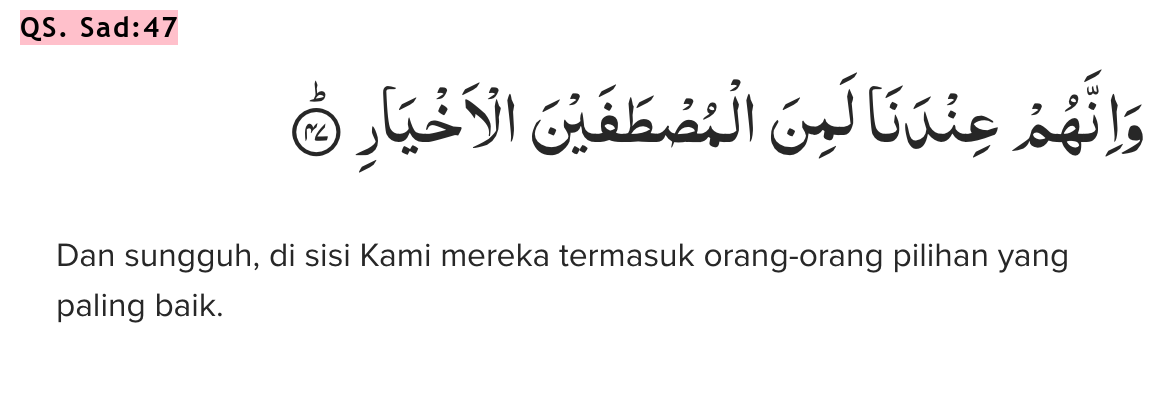 QS. Sad:47
وَاِنَّهُمْ عِنْدَنَا لَمِنَ الْمُصْطَفَيْنَ الْاَخْيَارِۗ ۝٤٧
Dan sungguh, di sisi Kami mereka termasuk orang-orang pilihan yang
paling baik.